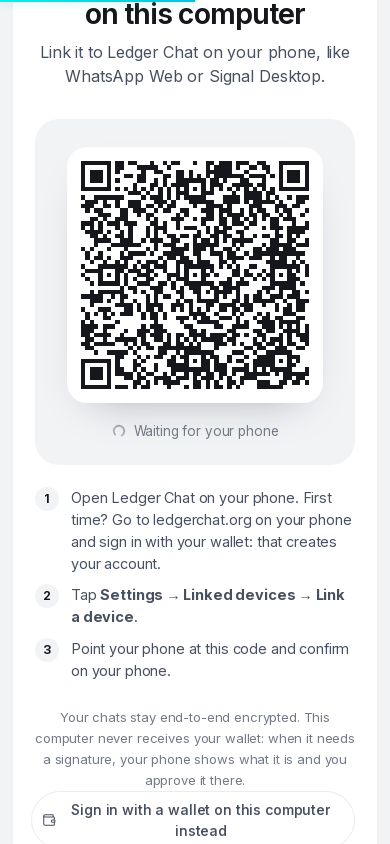 on this computer
Link it to Ledger Chat on your phone, like
WhatsApp Web or Signal Desktop.
Waiting for your phone
1 Open Ledger Chat on your phone. First
time? Go to ledgerchat.org on your phone
and sign in with your wallet: that creates
your account.
2 Tap Settings → Linked devices → Link
a device.
3 Point your phone at this code and confirm
on your phone.
Your chats stay end-to-end encrypted. This
computer never receives your wallet: when it needs
a signature, your phone shows what it is and you
approve it there.
Sign in with a wallet on this computer
instead